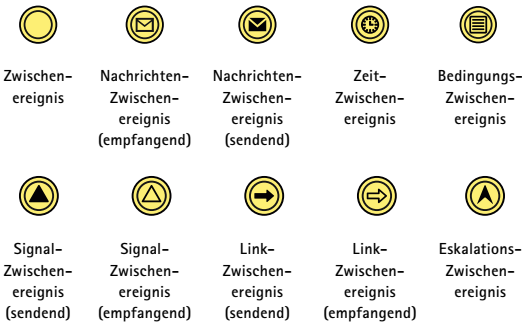 Zwischen-
ereignis
Nachrichten-
Zwischen-
ereignis
(empfangend)
Nachrichten-
Zwischen-
ereignis
(sendend)
Zeit-
Zwischen-
ereignis
Bedingungs-
Zwischen-
ereignis
Signal-
Zwischen-
ereignis
(sendend)
Signal-
Zwischen-
ereignis
(empfangend)
Link-
Zwischen-
ereignis
(sendend)
Link-
Zwischen-
ereignis
(empfangend)
Eskalations-
Zwischen-
ereignis